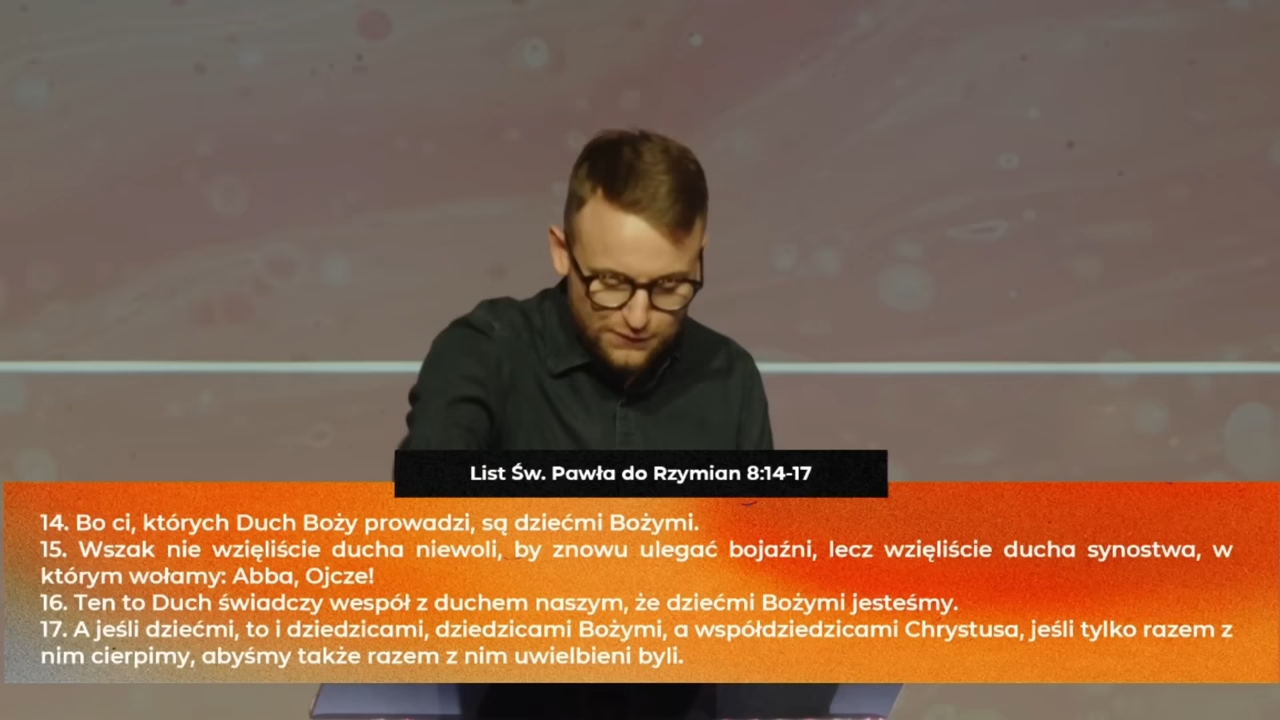 List Św. Pawła do Rzymian 8:14-17
14. Bo ci, których Duch Boży prowadzi, są dziećmi Bożymi.
15. Wszak nie wzięliście ducha niewoli, by znowu ulegać bojaźni, lecz wzięliście ducha synostwa, w
którym wołamy: Abba, Ojcze!
16. Ten to Duch świadczy wespół z duchem naszym, że dziećmi Bożymi jesteśmy.
17. A jeśli dziećmi, to i dziedzicami, dziedzicami Bożymi, a współdziedzicami Chrystusa, jeśli tylko razem z
nim cierpimy, abyśmy także razem z nim uwielbieni byli.